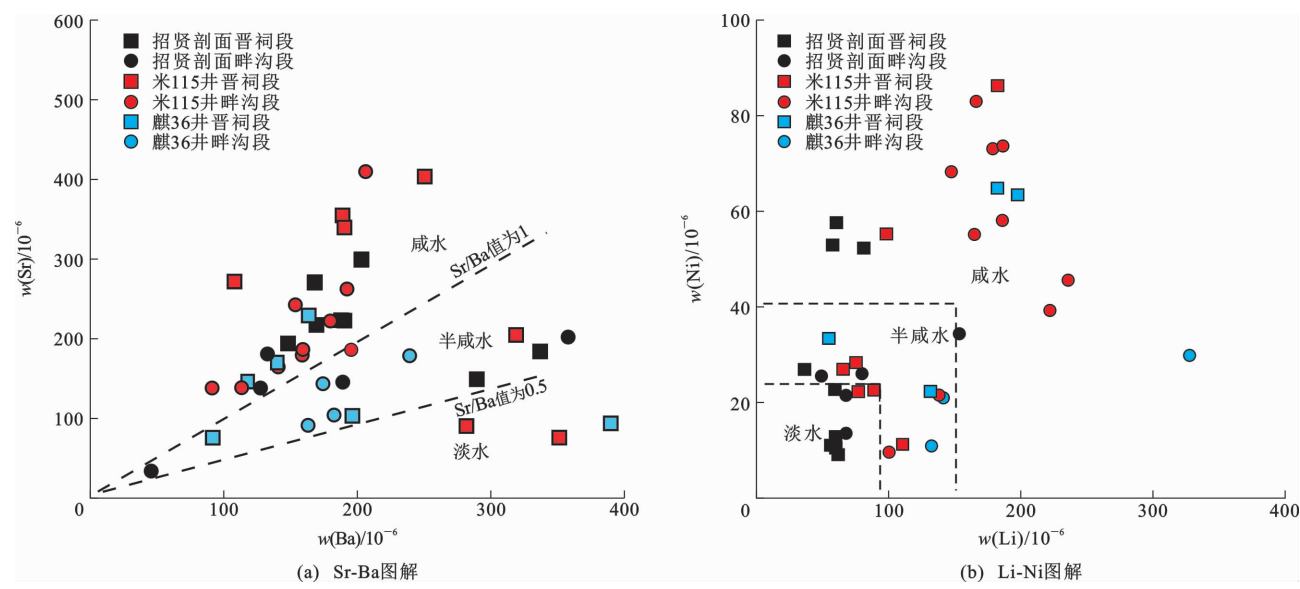 600
500
400
300
200
100
0
100
200
300
400
w(Sr)/10⁻⁶
w(Ba)/10⁻⁶
招贤剖面晋祠段
招贤剖面畔沟段
米115井晋祠段
米115井畔沟段
麒36井晋祠段
麒36井畔沟段
咸水
Sr/Ba值为1
半咸水
Sr/Ba值为0.5
淡水
(a) Sr-Ba图解
100
80
60
40
20
0
100
200
300
400
w(Ni)/10⁻⁶
w(Li)/10⁻⁶
招贤剖面晋祠段
招贤剖面畔沟段
米115井晋祠段
米115井畔沟段
麒36井晋祠段
麒36井畔沟段
咸水
半咸水
淡水
(b) Li-Ni图解